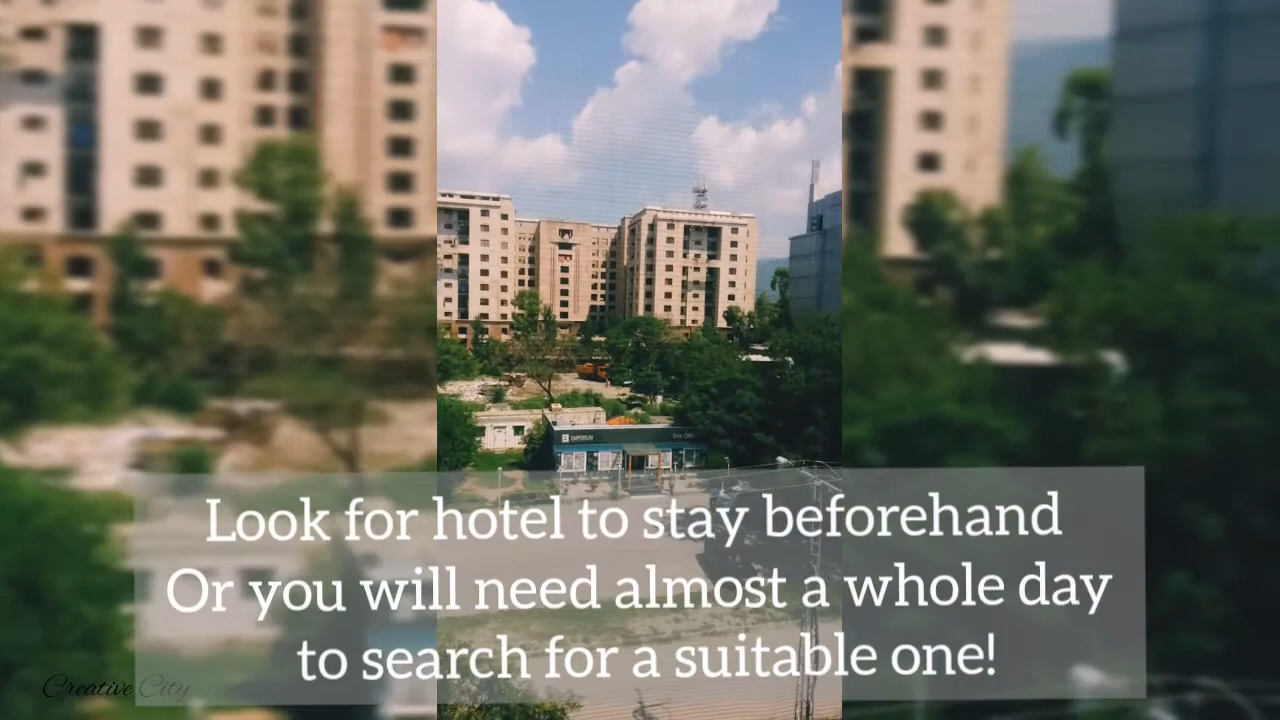 EMPORIUM
Look for hotel to stay beforehand
Or you will need almost a whole day
to search for a suitable one!
Creative City